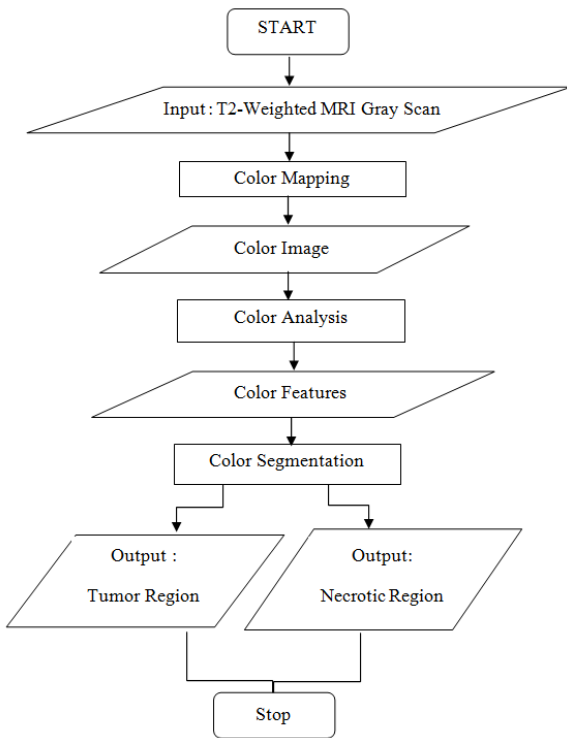 START
Input : T2-Weighted MRI Gray Scan
Color Mapping
Color Image
Color Analysis
Color Features
Color Segmentation
Output :
Tumor Region
Output:
Necrotic Region
Stop